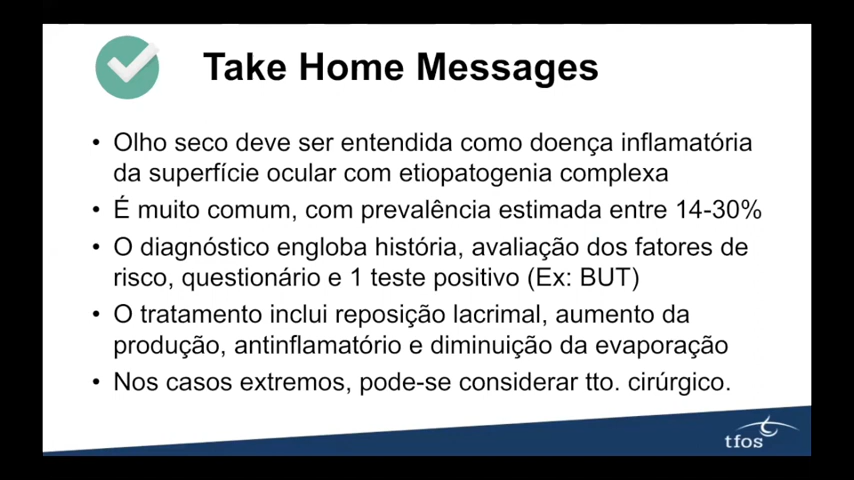 Take Home Messages
• Olho seco deve ser entendida como doença inflamatória
da superfície ocular com etiopatogenia complexa
• É muito comum, com prevalência estimada entre 14-30%
• O diagnóstico engloba história, avaliação dos fatores de
risco, questionário e 1 teste positivo (Ex: BUT)
• O tratamento inclui reposição lacrimal, aumento da
produção, antinflamatório e diminuição da evaporação
• Nos casos extremos, pode-se considerar tto. cirúrgico.
tfos